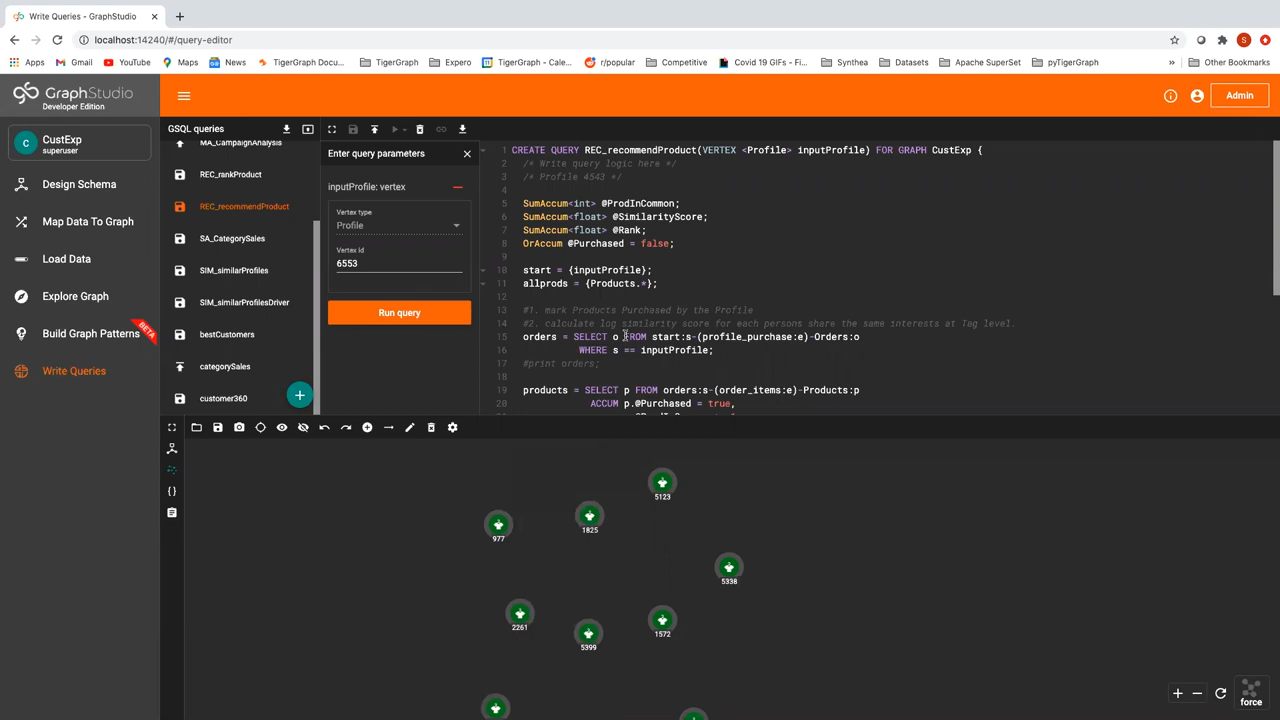 Write Queries - GraphStudio
localhost:14240/#/query-editor
Apps
Gmail
YouTube
Maps
News
TigerGraph Docu...
TigerGraph
Expero
TigerGraph - Cale...
r/popular
Competitive
Covid 19 GIFs - Fi...
Synthea
Datasets
Apache SuperSet
pyTigerGraph
»
Other Bookmarks
GraphStudio
Developer Edition
Admin
C
CustExp
superuser
Design Schema
Map Data To Graph
Load Data
Explore Graph
Build Graph Patterns
BETA
Write Queries
GSQL queries
MA_CampaignAnalysis
REC_rankProduct
REC_recommendProduct
SA_CategorySales
SIM_similarProfiles
SIM_similarProfilesDriver
bestCustomers
categorySales
customer360
Enter query parameters
inputProfile: vertex
Vertex type
Profile
Vertex id
6553
Run query
1 CREATE QUERY REC_recommendProduct(VERTEX <Profile> inputProfile) FOR GRAPH CustExp {
2 /* Write query logic here */
3 /* Profile 4543 */
4
5 SumAccum<int> @ProdInCommon;
6 SumAccum<float> @SimilarityScore;
7 SumAccum<float> @Rank;
8 OrAccum @Purchased = false;
9
10 start = {inputProfile};
11 allprods = {Products.*};
12
13 #1. mark Products Purchased by the Profile
14 #2. calculate log similarity score for each persons share the same interests at Tag level.
15 orders = SELECT o FROM start:s-(profile_purchase:e)-Orders:o
16 WHERE s == inputProfile;
17 #print orders;
18
19 products = SELECT p FROM orders:s-(order_items:e)-Products:p
20 ACCUM p.@Purchased = true,
5123
1825
977
5338
2261
1572
5399
force